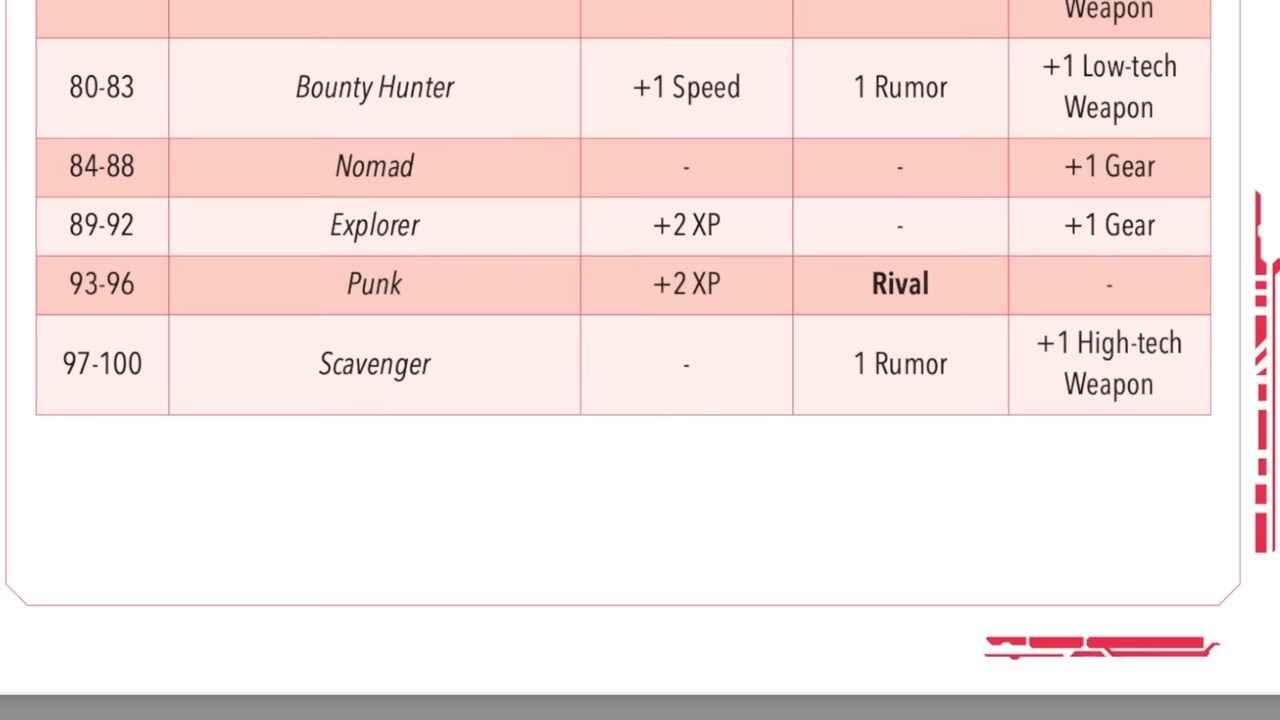 Weapon
80-83 Bounty Hunter +1 Speed 1 Rumor +1 Low-tech Weapon
84-88 Nomad - - +1 Gear
89-92 Explorer +2 XP - +1 Gear
93-96 Punk +2 XP Rival -
97-100 Scavenger - 1 Rumor +1 High-tech Weapon